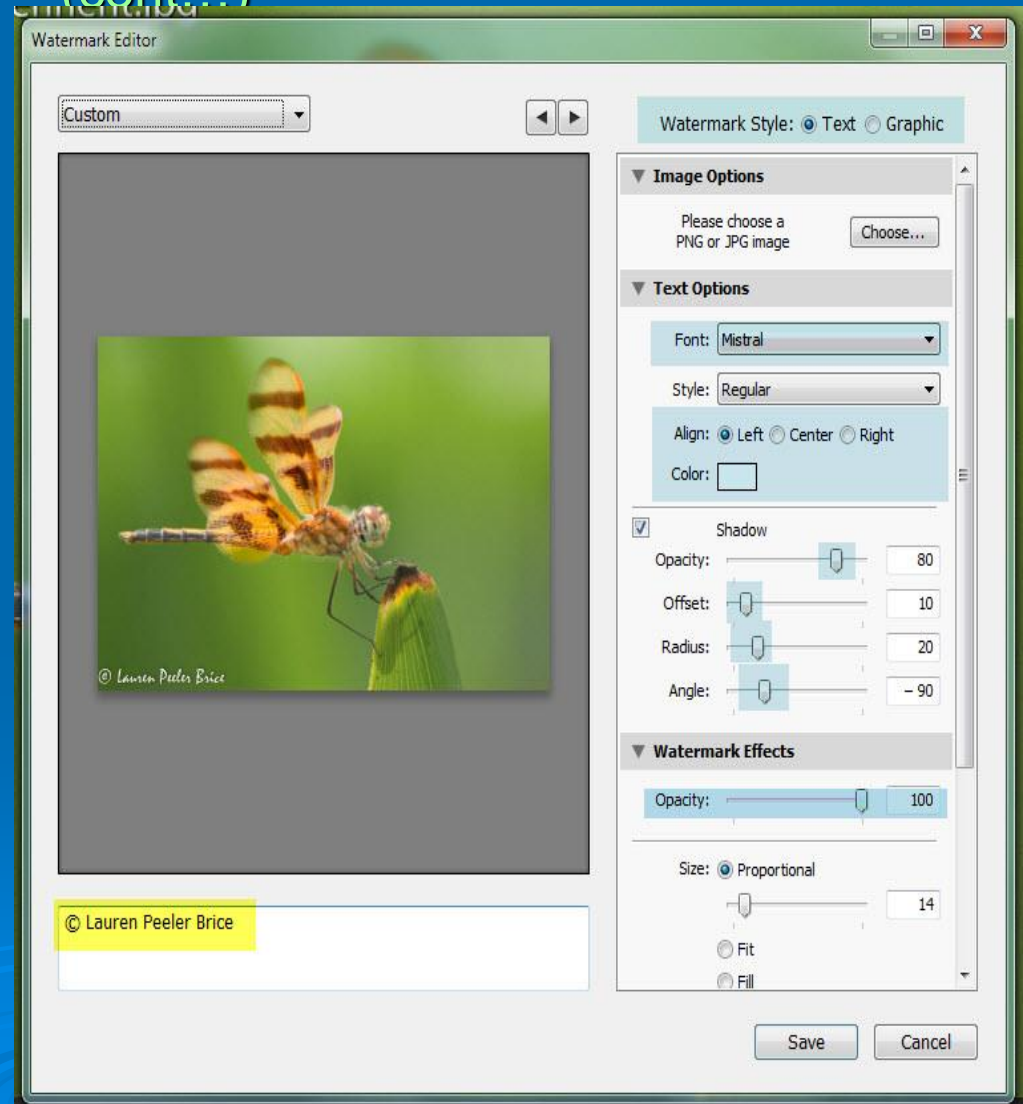 (cont…)
Watermark Editor
Custom
Watermark Style: Text Graphic
Image Options
Please choose a
PNG or JPG image
Choose...
Text Options
Font: Mistral
Style: Regular
Align: Left Center Right
Color:
Shadow
Opacity: 80
Offset: 10
Radius: 20
Angle: – 90
Watermark Effects
Opacity: 100
Size: Proportional
14
Fit
Fill
© Lauren Peeler Brice
© Lauren Peeler Brice
Save Cancel